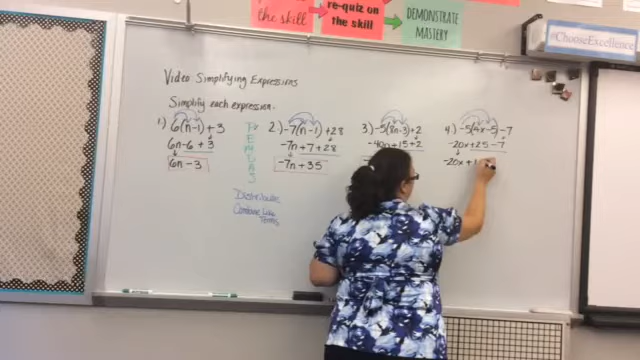 the skill
re-quiz on
the skill
DEMONSTRATE
MASTERY
#ChooseExcellence
Video Simplifying Expressions
Simplify each expression.
1.) 6(n-1)+3
6n-6+3
6n-3
P
E
M
D
A
S
Distribute
Combine Like
Terms
2.) -7(n-1)+28
-7n+7+28
-7n+35
3.) -5(8n-3)+2
-40n+15+2
4.) -5(4x-5)-7
-20x+25-7
-20x+1